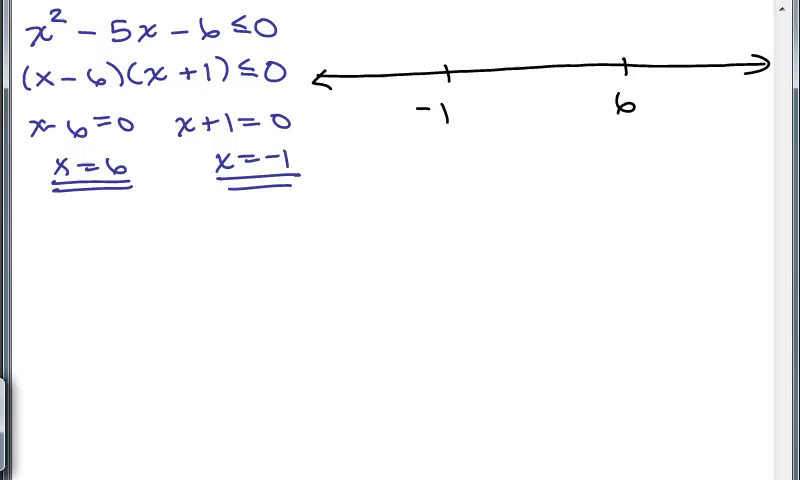 x² - 5x - 6 ≤ 0
(x - 6)(x + 1) ≤ 0
x - 6 = 0 x + 1 = 0
x = 6 x = -1
-1 6